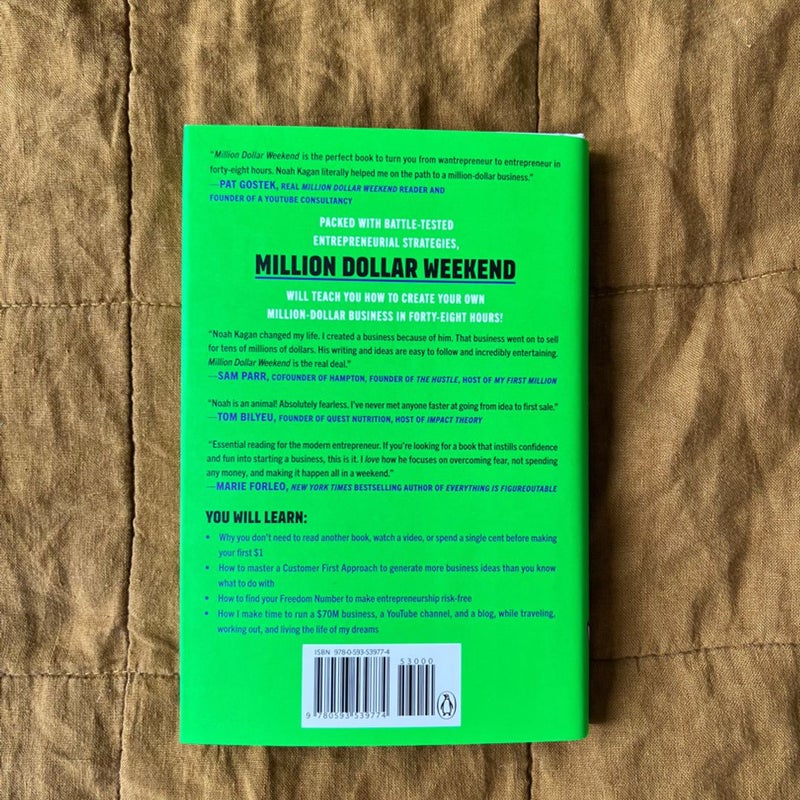 “Million Dollar Weekend is the perfect book to turn you from wantrepreneur to entrepreneur in
forty-eight hours. Noah Kagan literally helped me on the path to a million-dollar business.”
—PAT GOSTEK, REAL MILLION DOLLAR WEEKEND READER AND
FOUNDER OF A YOUTUBE CONSULTANCY
PACKED WITH BATTLE-TESTED
ENTREPRENEURIAL STRATEGIES,
MILLION DOLLAR WEEKEND
WILL TEACH YOU HOW TO CREATE YOUR OWN
MILLION-DOLLAR BUSINESS IN FORTY-EIGHT HOURS!
“Noah Kagan changed my life. I created a business because of him. That business went on to sell
for tens of millions of dollars. His writing and ideas are easy to follow and incredibly entertaining.
Million Dollar Weekend is the real deal.”
—SAM PARR, COFOUNDER OF HAMPTON, FOUNDER OF THE HUSTLE, HOST OF MY FIRST MILLION
“Noah is an animal! Absolutely fearless. I’ve never met anyone faster at going from idea to first sale.”
—TOM BILYEU, FOUNDER OF QUEST NUTRITION, HOST OF IMPACT THEORY
“Essential reading for the modern entrepreneur. If you’re looking for a book that instills confidence
and fun into starting a business, this is it. I love how he focuses on overcoming fear, not spending
any money, and making it happen all in a weekend.”
—MARIE FORLEO, NEW YORK TIMES BESTSELLING AUTHOR OF EVERYTHING IS FIGUREOUTABLE
YOU WILL LEARN:
• Why you don’t need to read another book, watch a video, or spend a single cent before making
your first $1
• How to master a Customer First Approach to generate more business ideas than you know
what to do with
• How to find your Freedom Number to make entrepreneurship risk-free
• How I make time to run a $70M business, a YouTube channel, and a blog, while traveling,
working out, and living the life of my dreams
ISBN 978-0-593-53977-4
53000
9 780593 539774